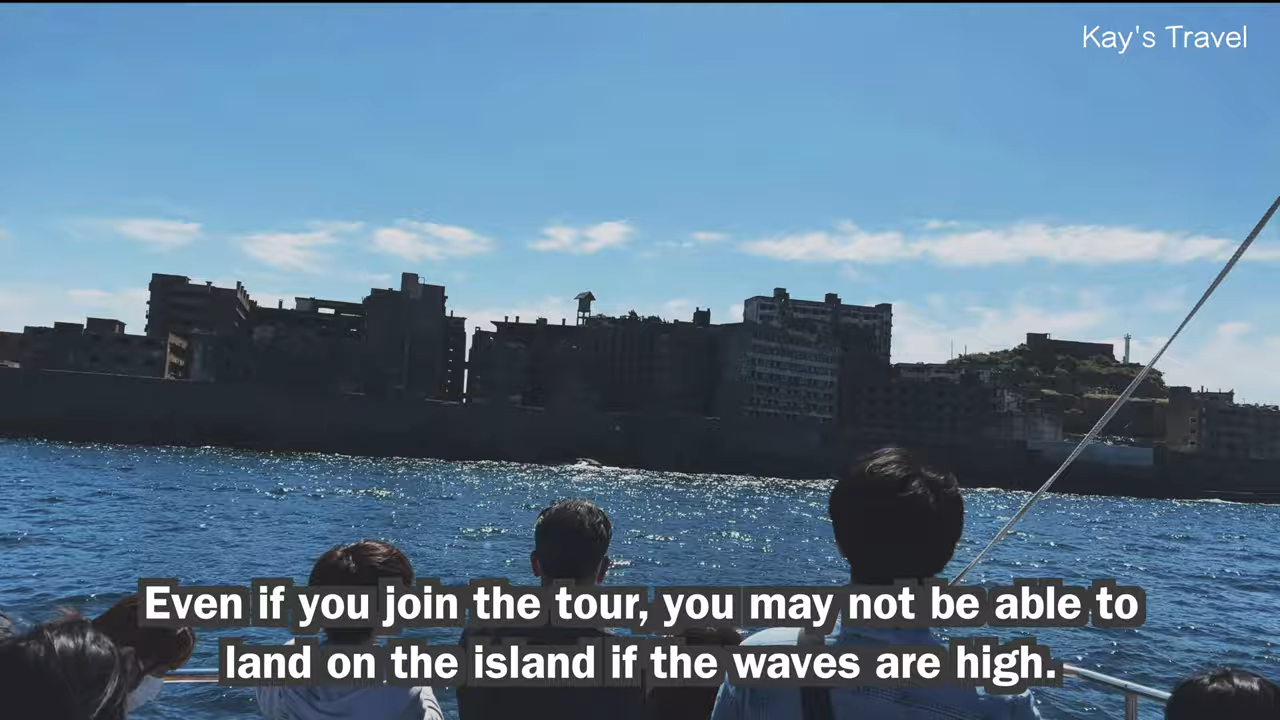 Kay's Travel
Even if you join the tour, you may not be able to
land on the island if the waves are high.